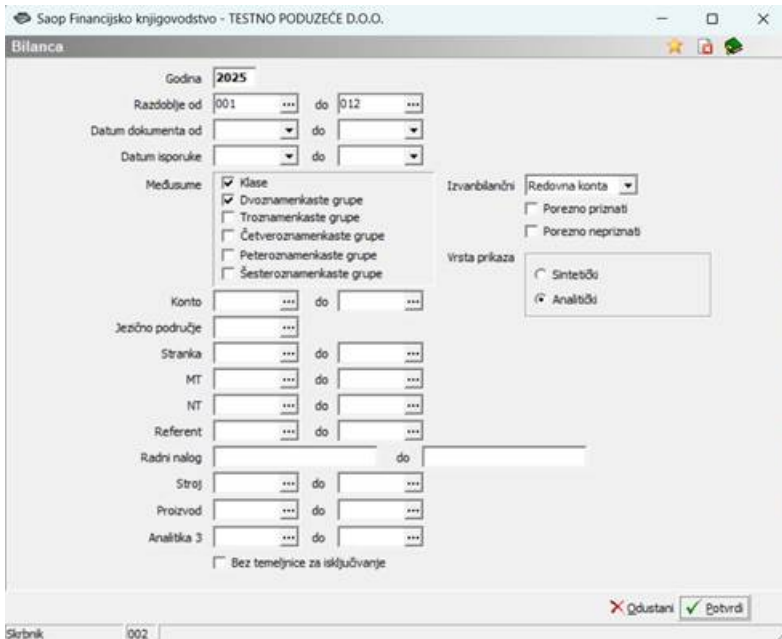 Saop Financijsko knjigovodstvo - TESTNO PODUZEĆE D.O.O.
Bilanca
Godina 2025
Razdoblje od 001 ... do 012 ...
Datum dokumenta od do
Datum isporuke do
Međusume
Klase
Dvoznamenkaste grupe
Troznamenkaste grupe
Četveroznamenkaste grupe
Peteroznamenkaste grupe
Šesteroznamenkaste grupe
Izvanbilančni Redovna konta
Porezno priznati
Porezno nepriznati
Vrsta prikaza
Sintetički
Analitički
Konto ... do ...
Jezično područje ...
Stranka ... do ...
MT ... do ...
NT ... do ...
Referent ... do ...
Radni nalog do
Stroj ... do ...
Proizvod ... do ...
Analitika 3 ... do ...
Bez temeljnice za isključivanje
Odustani Potvrdi
Skrbnik 002